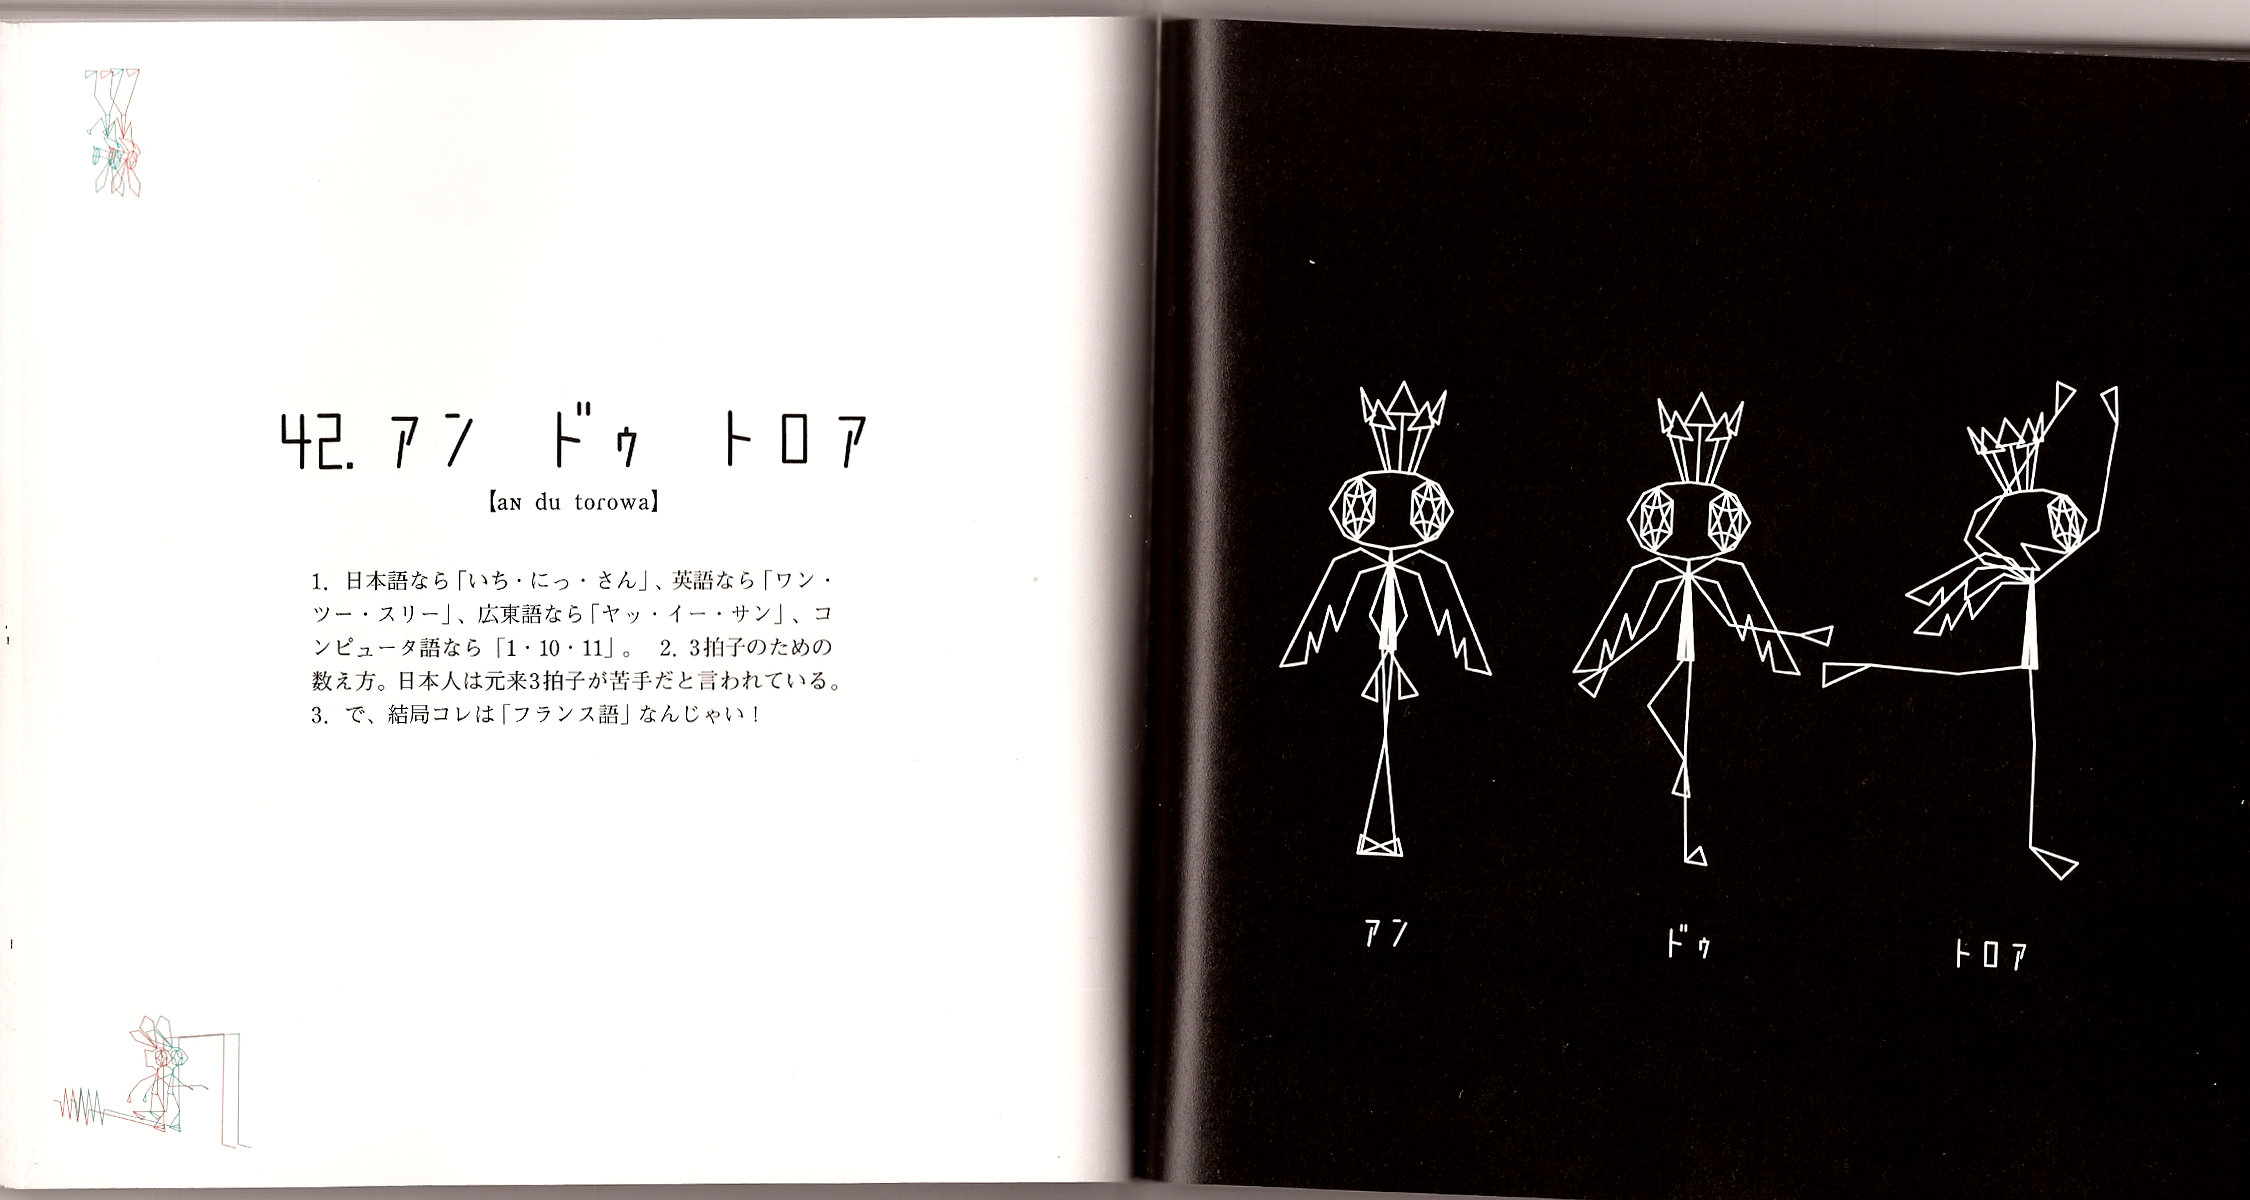 42. アン ドゥ トロア
【aN du torowa】
1. 日本語なら「いち・にっ・さん」、英語なら「ワン・
ツー・スリー」、広東語なら「ヤッ・イー・サン」、コ
ンピュータ語なら「1・10・11」。 2. 3拍子のための
数え方。日本人は元来3拍子が苦手だと言われている。
3. で、結局コレは「フランス語」なんじゃい！
アン
ドゥ
トロア